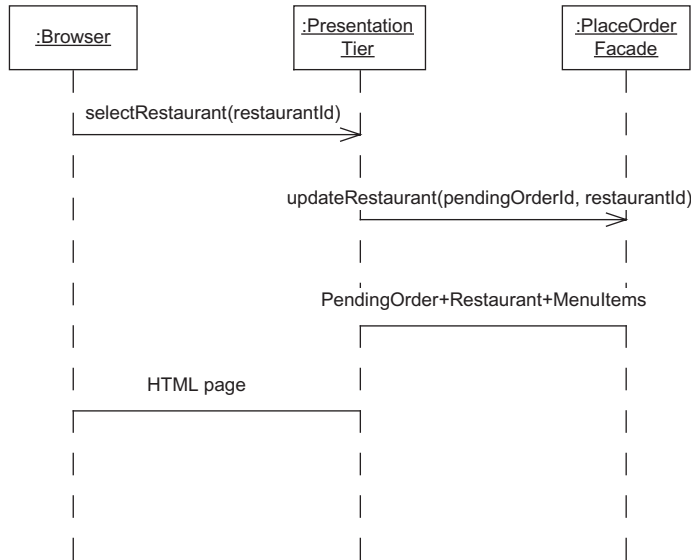 :Browser
:Presentation
Tier
:PlaceOrder
Facade
selectRestaurant(restaurantId)
updateRestaurant(pendingOrderId, restaurantId)
PendingOrder+Restaurant+MenuItems
HTML page